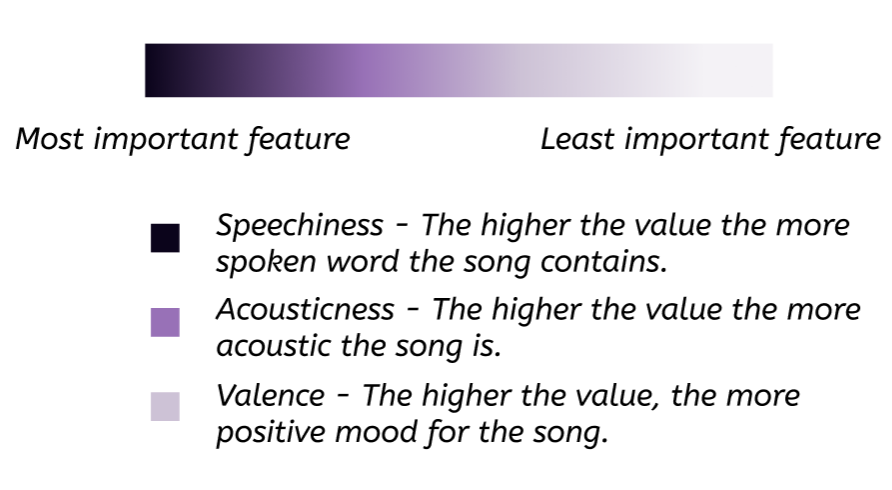 Most important feature
Least important feature
Speechiness - The higher the value the more
spoken word the song contains.
Acousticness - The higher the value the more
acoustic the song is.
Valence - The higher the value, the more
positive mood for the song.